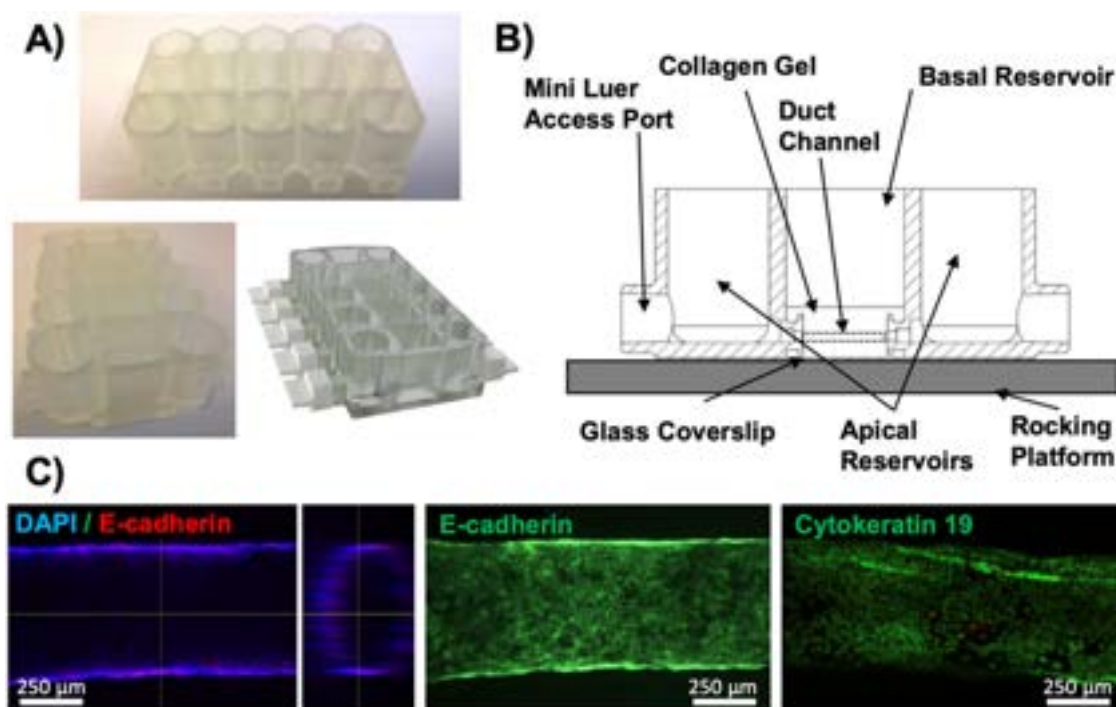 A)
B)
Mini Luer
Access Port
Collagen Gel
Duct
Channel
Basal Reservoir
Glass Coverslip
Apical
Reservoirs
Rocking
Platform
C)
DAPI / E-cadherin
E-cadherin
Cytokeratin 19
250 µm
250 µm
250 µm